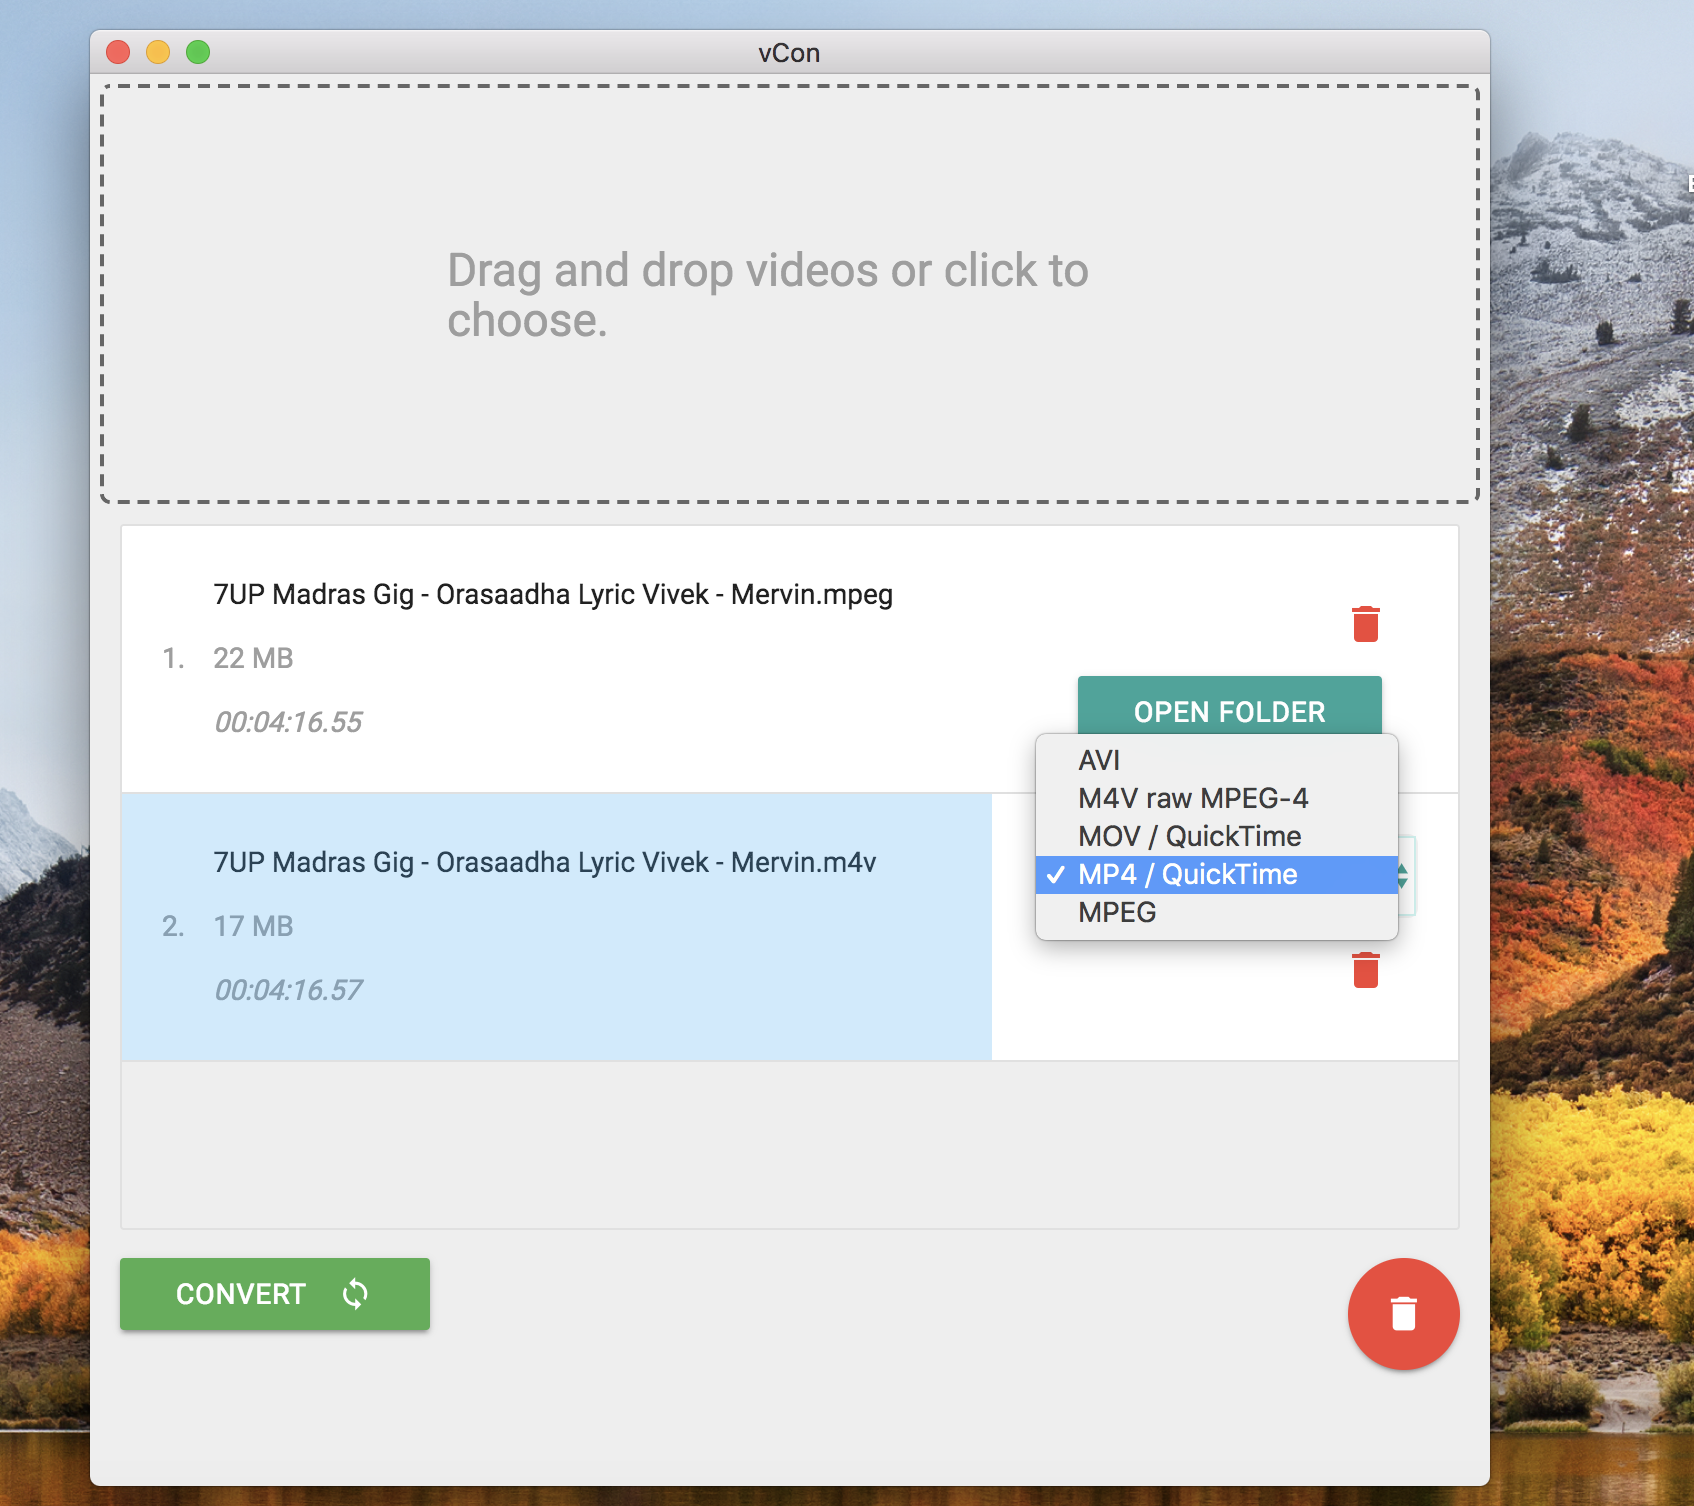 vCon
Drag and drop videos or click to
choose.
7UP Madras Gig - Orasaadha Lyric Vivek - Mervin.mpeg
1. 22 MB
00:04:16.55
OPEN FOLDER
AVI
M4V raw MPEG-4
MOV / QuickTime
✓ MP4 / QuickTime
MPEG
7UP Madras Gig - Orasaadha Lyric Vivek - Mervin.m4v
2. 17 MB
00:04:16.57
CONVERT